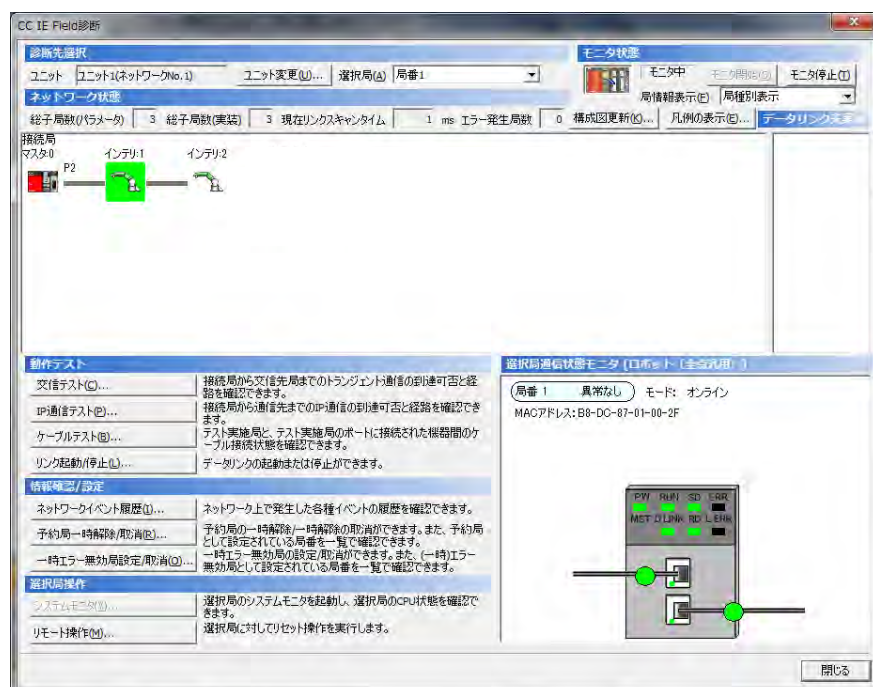 CC IE Field診断
診断先選択
モニタ状態
ユニット ユニット1(ネットワークNo.1) ユニット変更(U)... 選択局(A) 局番1
モニタ中 モニタ開始(S) モニタ停止(T)
ネットワーク状態
局情報表示(F) 局種別表示
総子局数(パラメータ) 3 総子局数(実装) 3 現在リンクスキャンタイム 1 ms エラー発生局数 0 構成図更新(K)... 凡例の表示(E)...
接続局
マスタ:0 インテリ:1 インテリ:2
P2
動作テスト
交信テスト(C)...
接続局から交信先局までのトランジェント通信の到達可否と経
路を確認できます。
IP通信テスト(P)...
接続局から通信先までのIP通信の到達可否と経路を確認でき
ます。
ケーブルテスト(B)...
テスト実施局と、テスト実施局のポートに接続された機器間のケ
ーブル接続状態を確認できます。
リンク起動/停止(L)...
データリンクの起動または停止ができます。
情報確認/設定
ネットワークイベント履歴(I)...
ネットワーク上で発生した各種イベントの履歴を確認できます。
予約局一時解除/取消(R)...
予約局の一時解除/一時解除の取消ができます。また、予約局
として設定されている局番を一覧で確認できます。
一時エラー無効局設定/取消(O)...
一時エラー無効局の設定/取消ができます。また、(一時)エラー
無効局として設定されている局番を一覧で確認できます。
選択局操作
選択局のシステムモニタを起動し、選択局のCPU状態を確認で
きます。
リモート操作(M)...
選択局に対してリセット操作を実行します。
選択局通信状態モニタ (ロボット
局番 1 異常なし モード: オンライン
MACアドレス:B8-DC-87-01-00-2F
PW RUN SD ERR
MST D LINK RD L ERR
閉じる